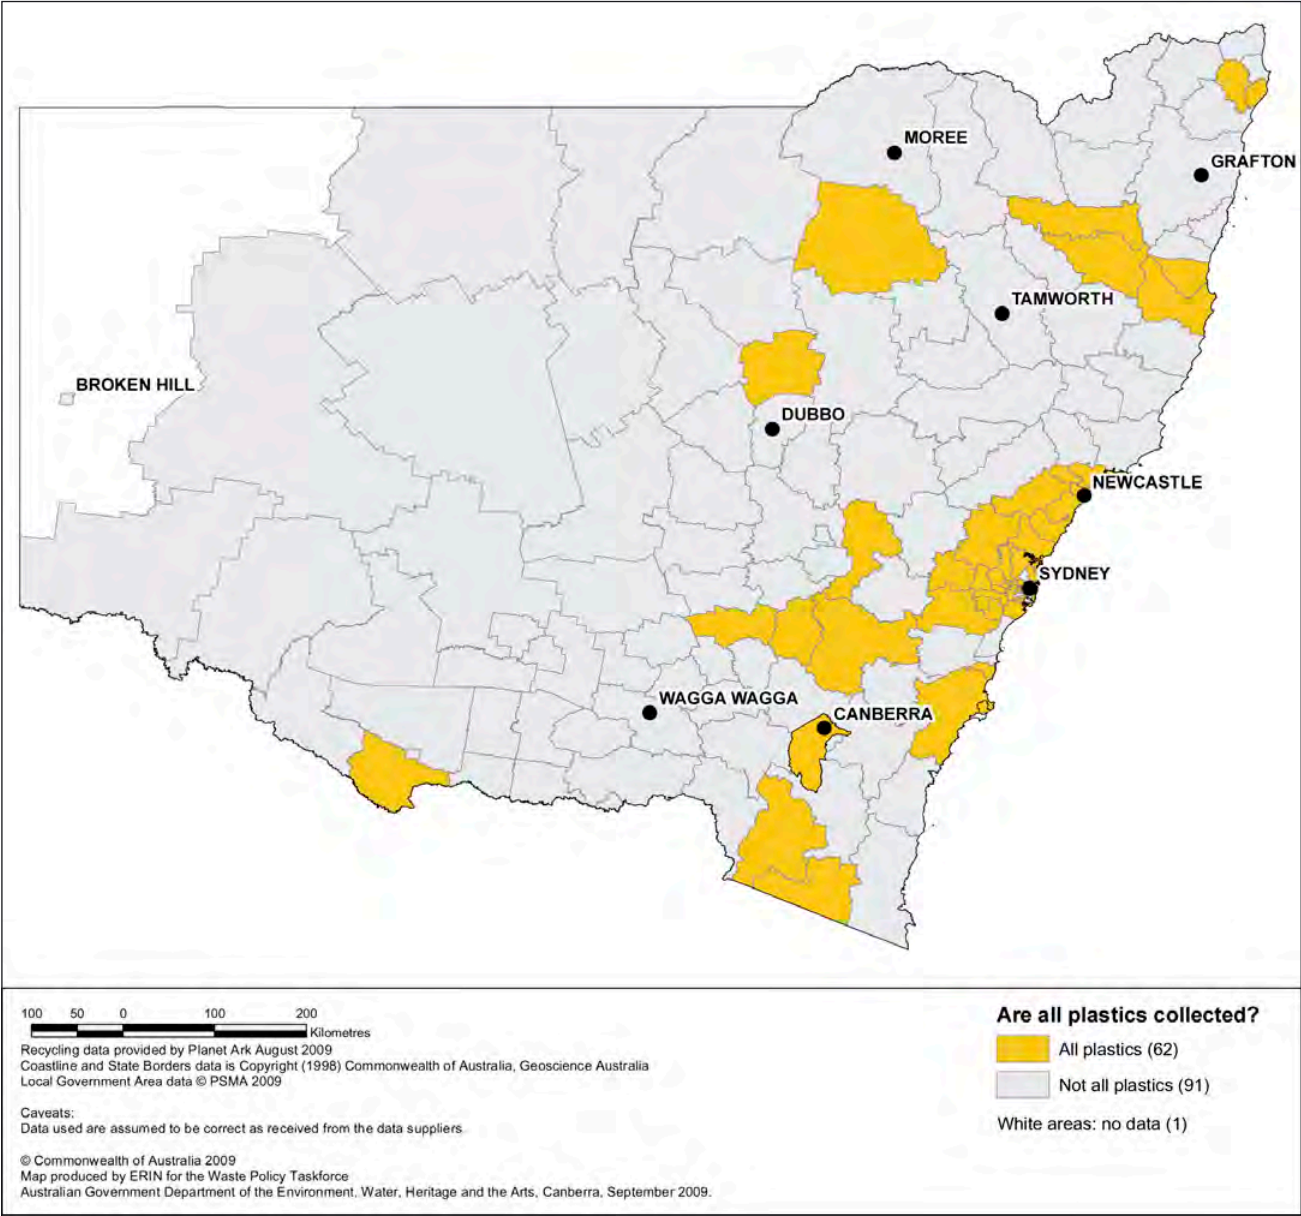 MOREE
GRAFTON
TAMWORTH
BROKEN HILL
DUBBO
NEWCASTLE
SYDNEY
WAGGA WAGGA
CANBERRA
100 50 0 100 200
Kilometres
Recycling data provided by Planet Ark August 2009
Coastline and State Borders data is Copyright (1998) Commonwealth of Australia, Geoscience Australia
Local Government Area data © PSMA 2009
Caveats:
Data used are assumed to be correct as received from the data suppliers
© Commonwealth of Australia 2009
Map produced by ERIN for the Waste Policy Taskforce
Australian Government Department of the Environment, Water, Heritage and the Arts, Canberra, September 2009.
Are all plastics collected?
All plastics (62)
Not all plastics (91)
White areas: no data (1)